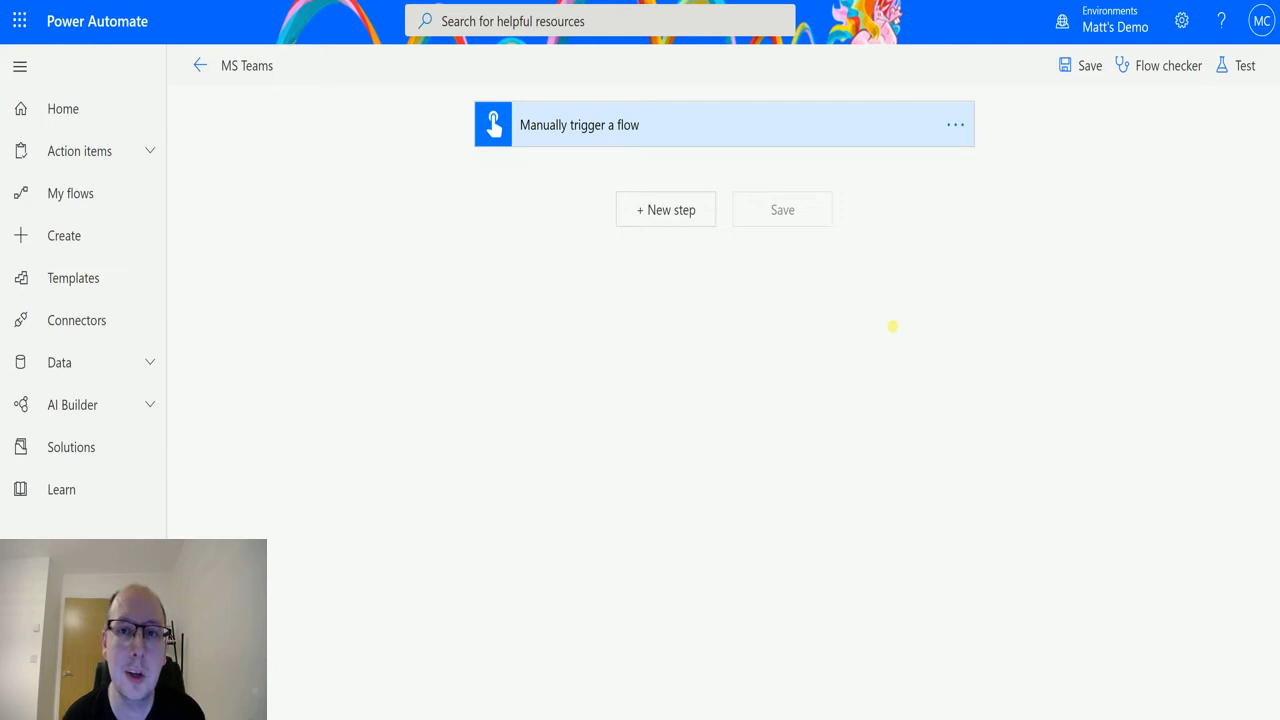 Power Automate
Search for helpful resources
Environments
Matt's Demo
MC
MS Teams
Save
Flow checker
Test
Home
Action items
My flows
Create
Templates
Connectors
Data
AI Builder
Solutions
Learn
Manually trigger a flow
+ New step
Save